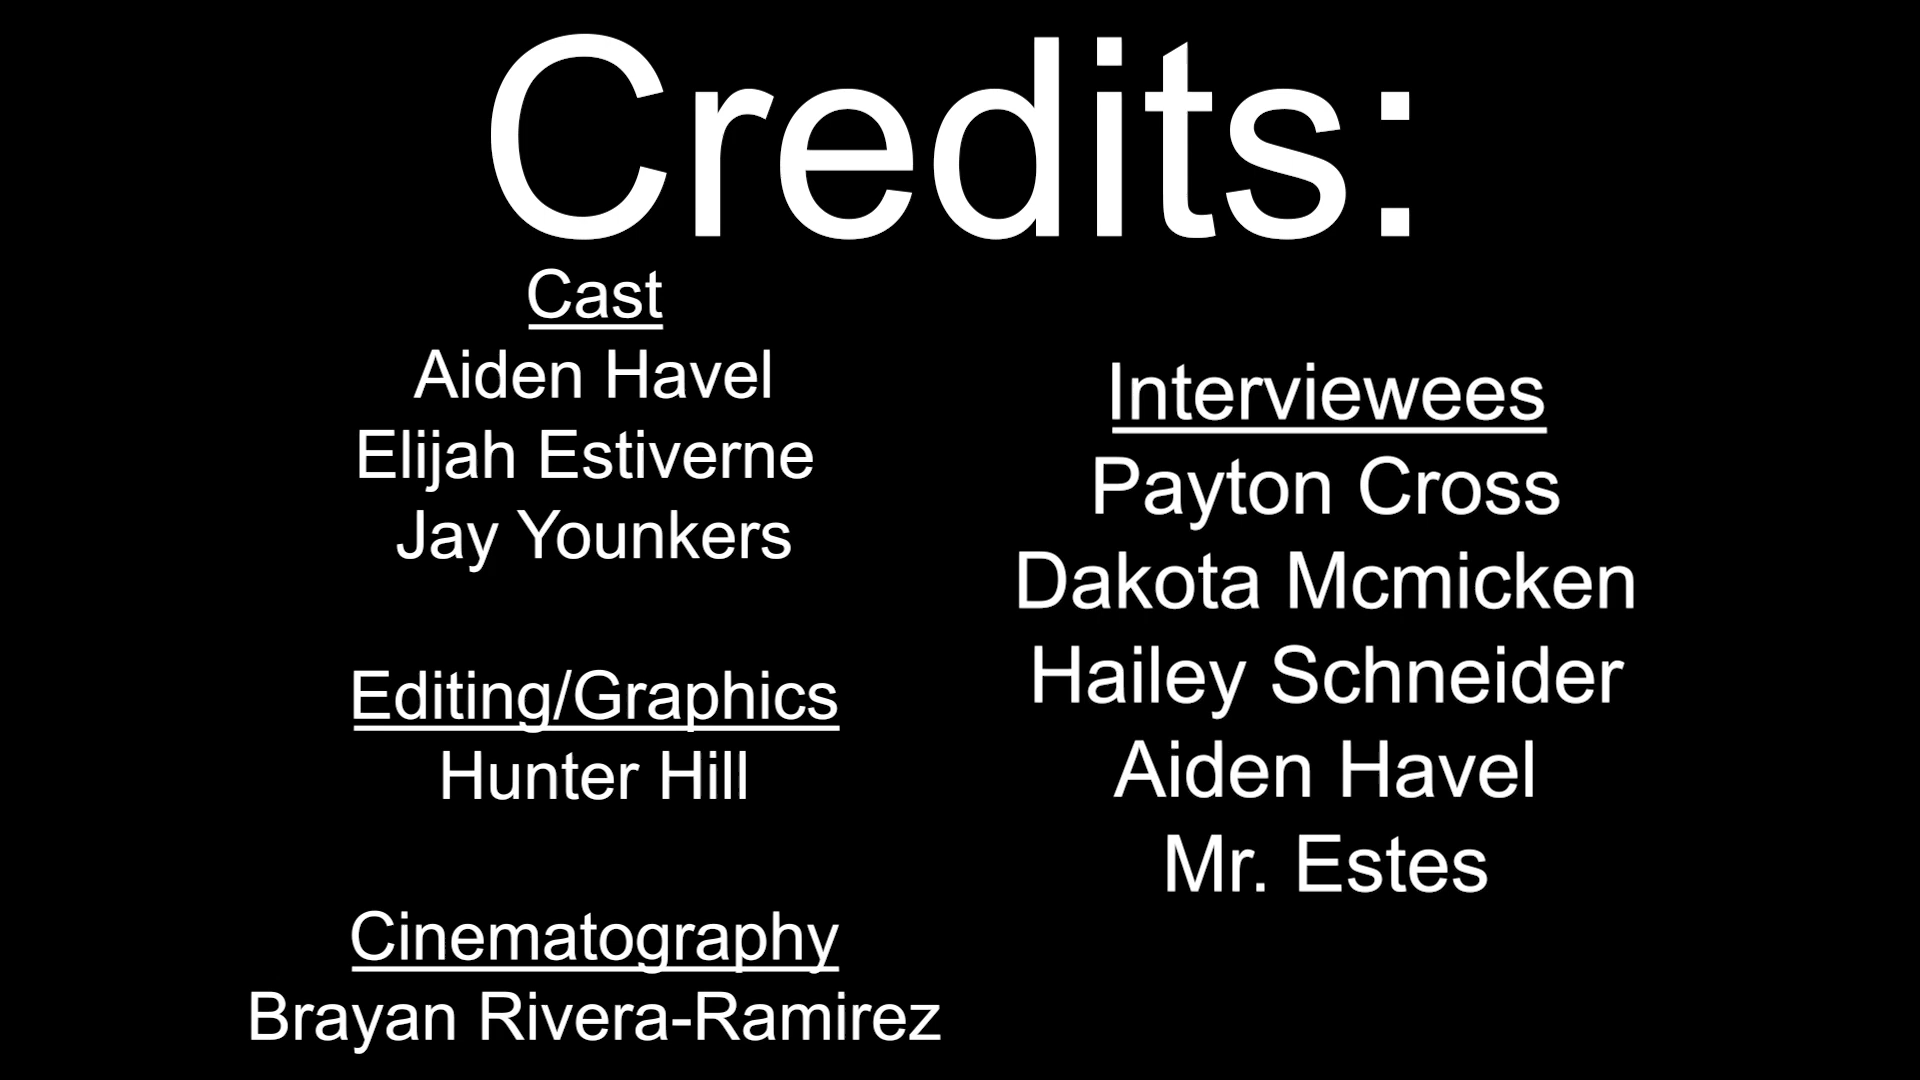 Credits:
Cast
Aiden Havel
Elijah Estiverne
Jay Younkers
Editing/Graphics
Hunter Hill
Cinematography
Brayan Rivera-Ramirez
Interviewees
Payton Cross
Dakota Mcmicken
Hailey Schneider
Aiden Havel
Mr. Estes